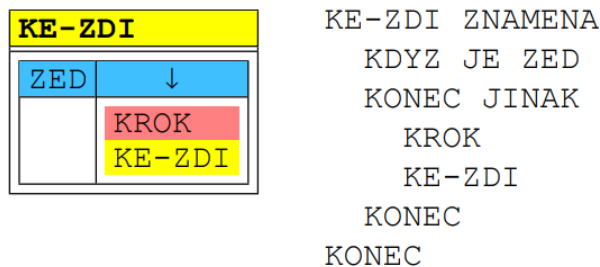 KE-ZDI
ZED ↓
KROK
KE-ZDI
KE-ZDI ZNAMENA
KDYZ JE ZED
KONEC JINAK
KROK
KE-ZDI
KONEC
KONEC